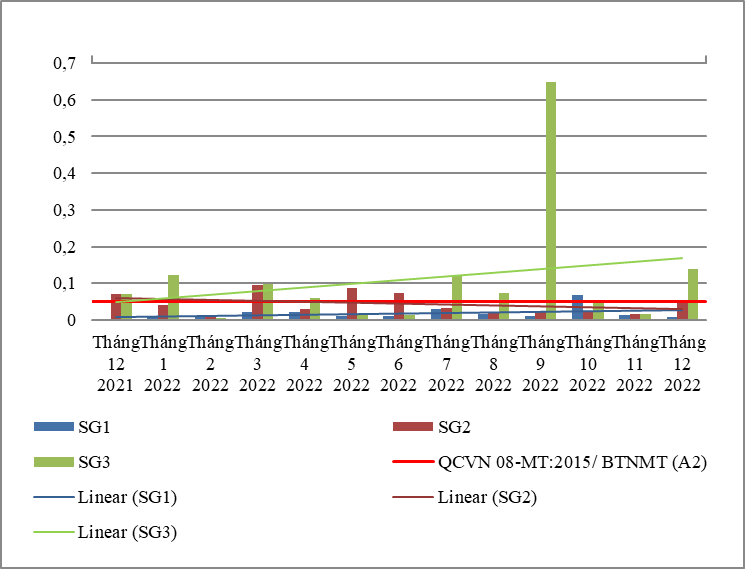 0,7
0,6
0,5
0,4
0,3
0,2
0,1
0
Tháng Tháng Tháng Tháng Tháng Tháng Tháng Tháng Tháng Tháng Tháng Tháng Tháng
12 1 2 3 4 5 6 7 8 9 10 11 12
2021 2022 2022 2022 2022 2022 2022 2022 2022 2022 2022 2022 2022
SG1 SG2
SG3 QCVN 08-MT:2015/ BTNMT (A2)
Linear (SG1) Linear (SG2)
Linear (SG3)